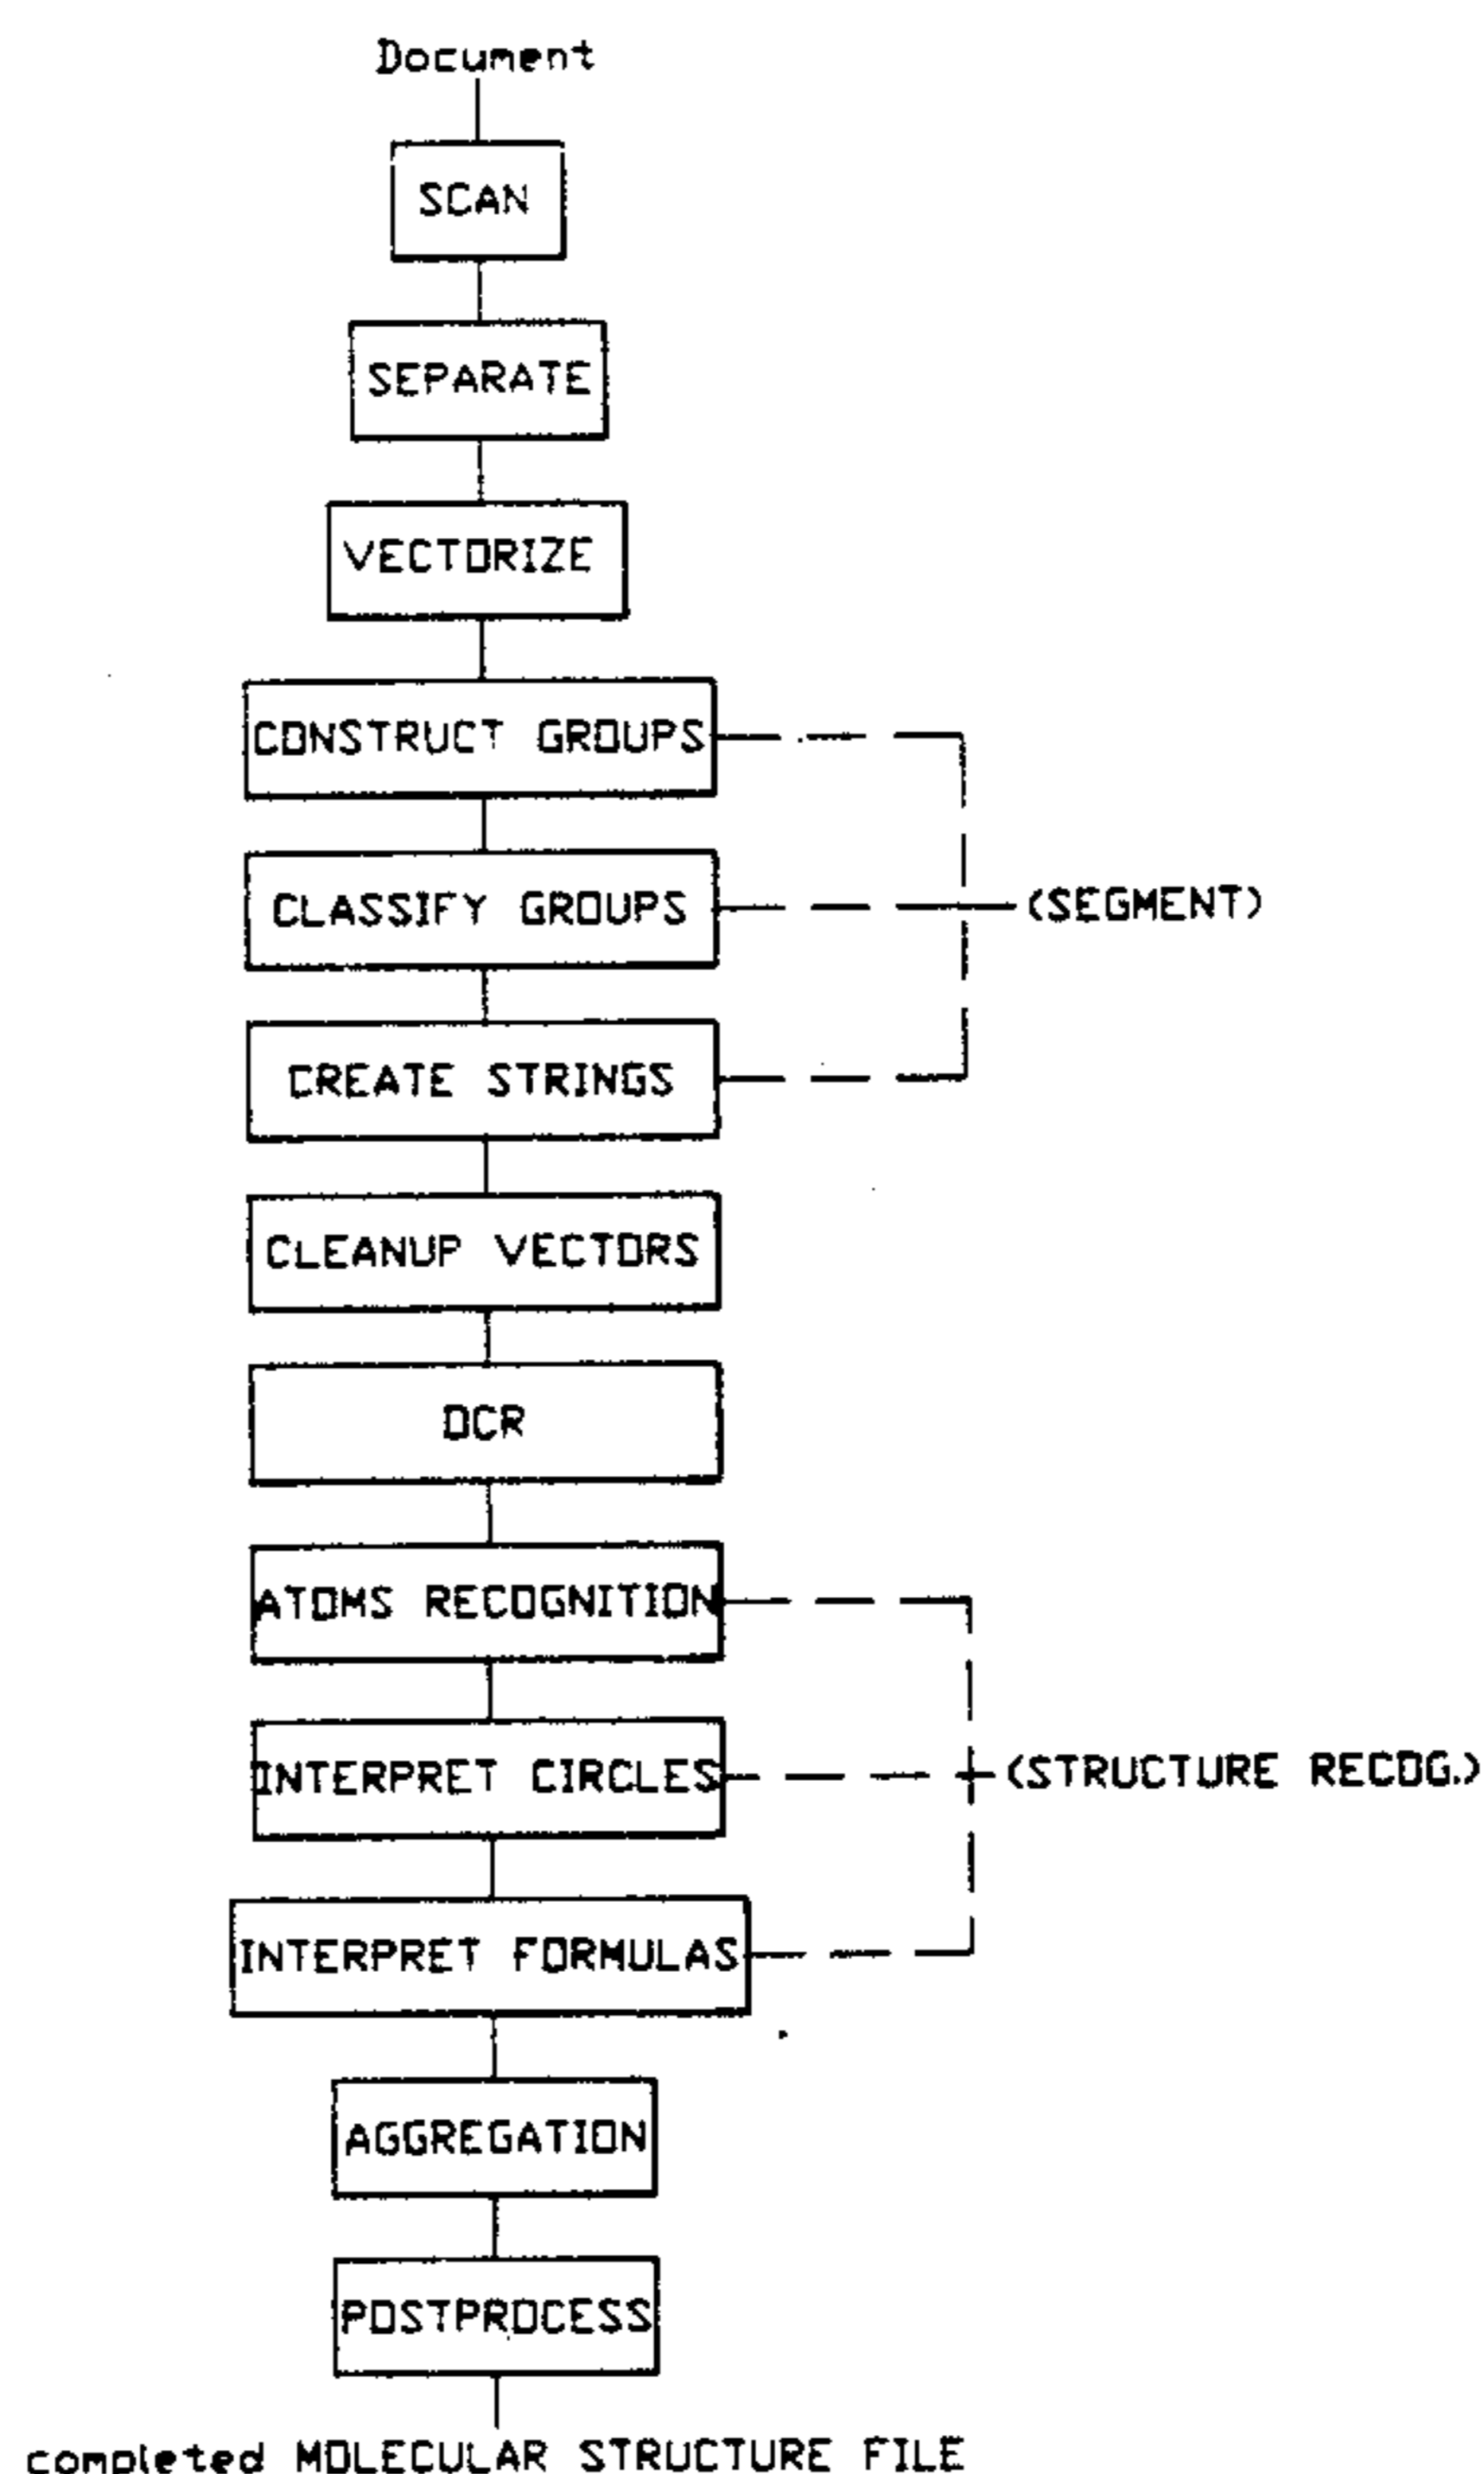 Document
SCAN
SEPARATE
VECTORIZE
CONSTRUCT GROUPS
CLASSIFY GROUPS
(SEGMENT)
CREATE STRINGS
CLEANUP VECTORS
OCR
ATOMS RECOGNITION
INTERPRET CIRCLES
(STRUCTURE RECOG.)
INTERPRET FORMULAS
AGGREGATION
POSTPROCESS
completed MOLECULAR STRUCTURE FILE